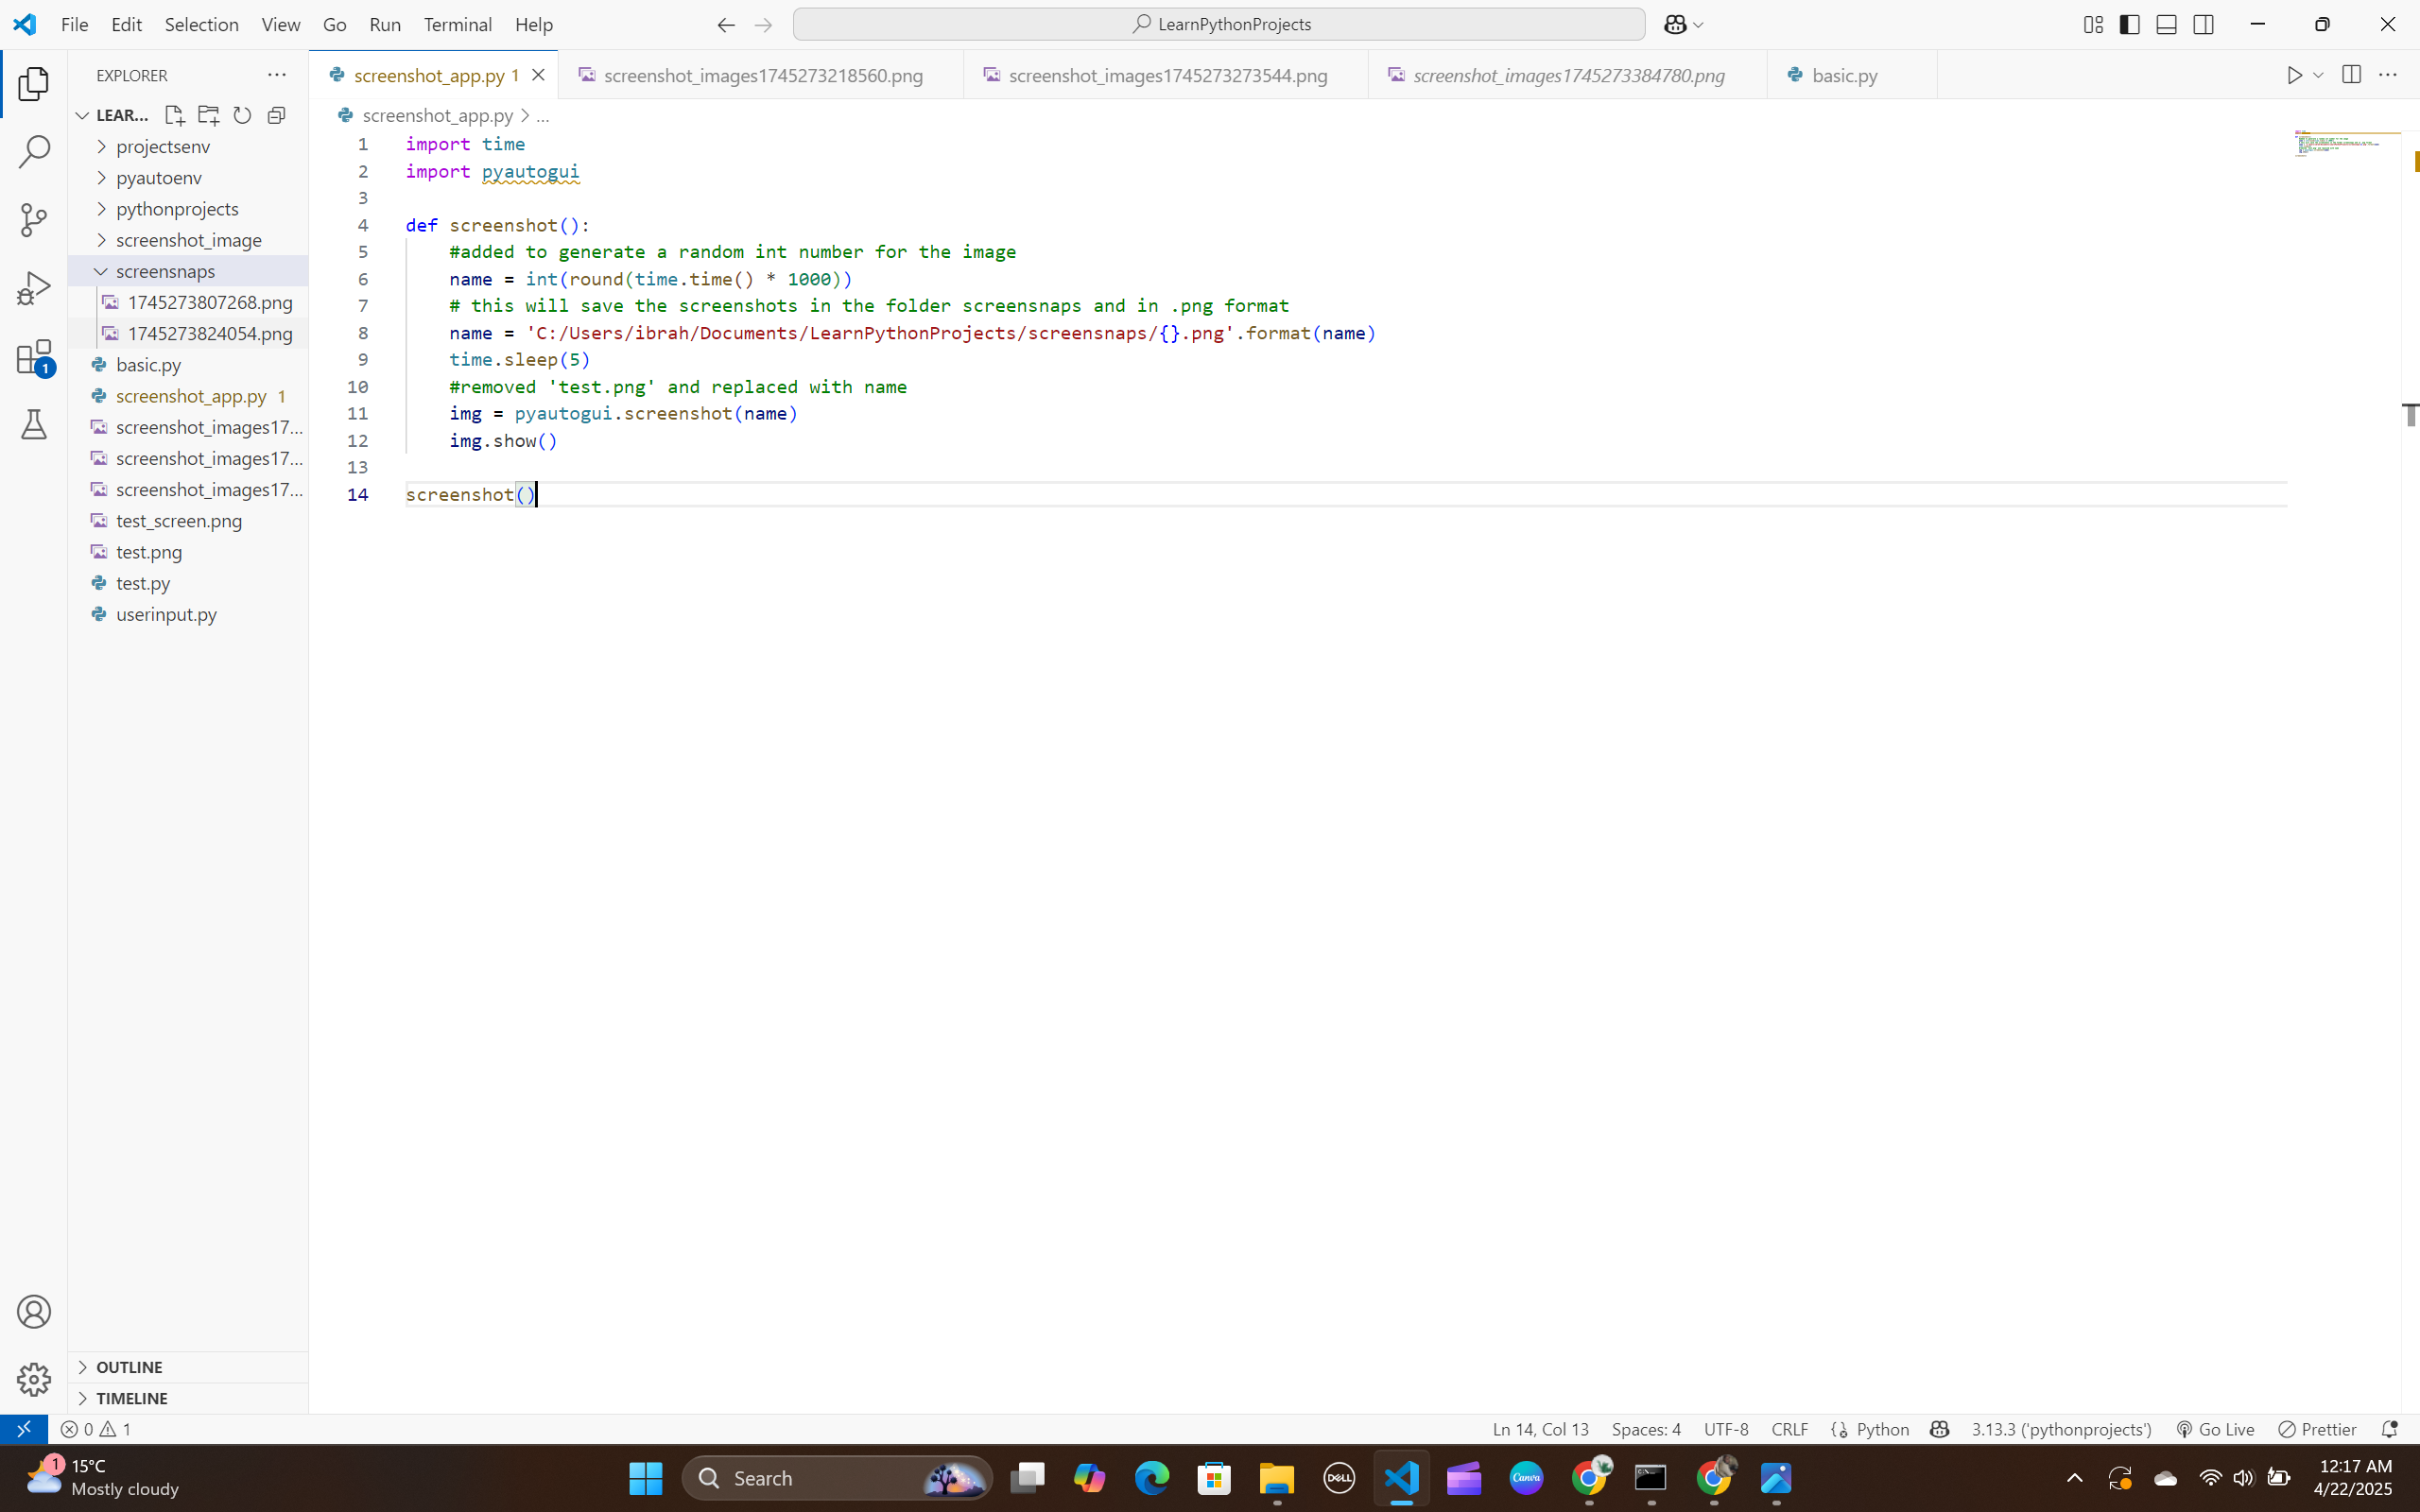 File Edit Selection View Go Run Terminal Help
LearnPythonProjects
EXPLORER
LEAR...
projectsenv
pyautoenv
pythonprojects
screenshot_image
screensnaps
1745273807268.png
1745273824054.png
basic.py
screenshot_app.py 1
screenshot_images17...
screenshot_images17...
screenshot_images17...
test_screen.png
test.png
test.py
userinput.py
OUTLINE
TIMELINE
screenshot_app.py 1
screenshot_images1745273218560.png
screenshot_images1745273273544.png
screenshot_images1745273384780.png
basic.py
screenshot_app.py > ...
1 import time
2 import pyautogui
3
4 def screenshot():
5 #added to generate a random int number for the image
6 name = int(round(time.time() * 1000))
7 # this will save the screenshots in the folder screensnaps and in .png format
8 name = 'C:/Users/ibrah/Documents/LearnPythonProjects/screensnaps/{}.png'.format(name)
9 time.sleep(5)
10 #removed 'test.png' and replaced with name
11 img = pyautogui.screenshot(name)
12 img.show()
13
14 screenshot()
1
0 1
Ln 14, Col 13 Spaces: 4 UTF-8 CRLF Python 3.13.3 ('pythonprojects') Go Live Prettier
1
15°C
Mostly cloudy
Search
DELL
Canva
12:17 AM
4/22/2025